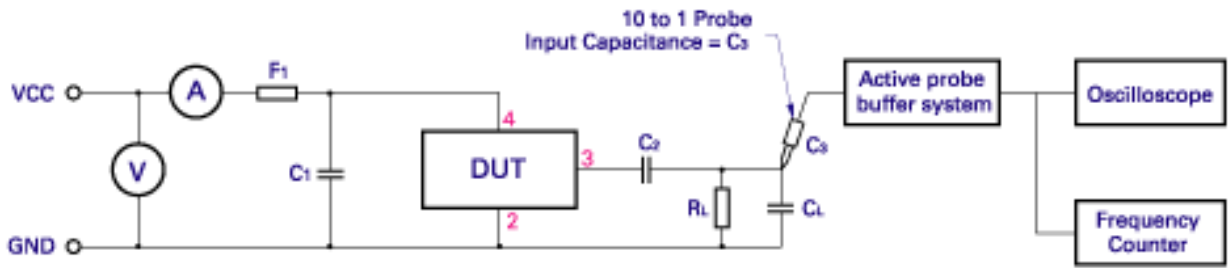 10 to 1 Probe
Input Capacitance = C3
VCC
A
F1
4
Active probe
buffer system
Oscilloscope
V
C1
DUT
3
C2
C3
2
RL
CL
GND
Frequency
Counter